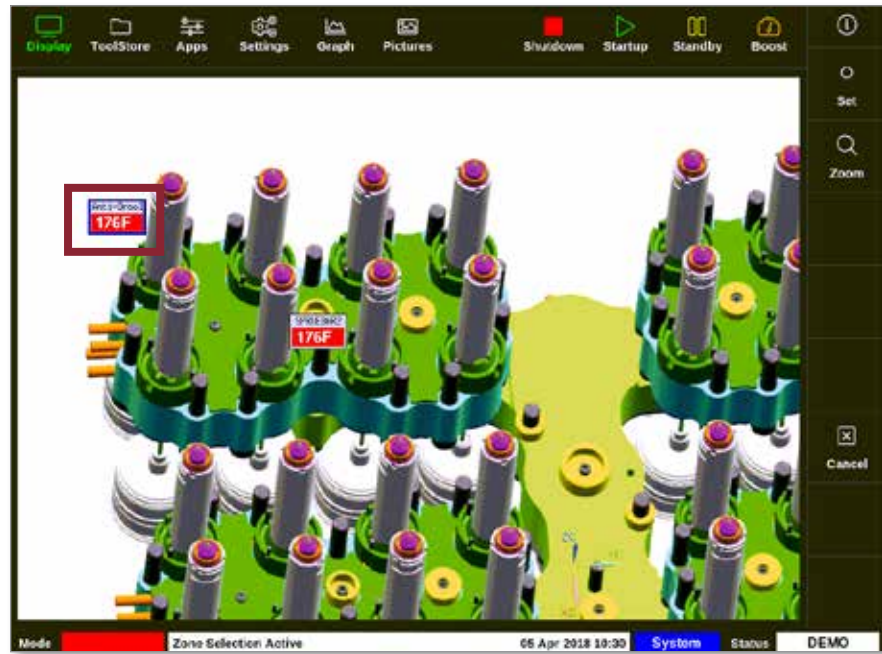 Display ToolStore Apps Settings Graph Pictures Shutdown Startup Standby Boost
Set
Zoom
176F
176F
Cancel
Mode Zone Selection Active 05 Apr 2018 10:30 System Status DEMO